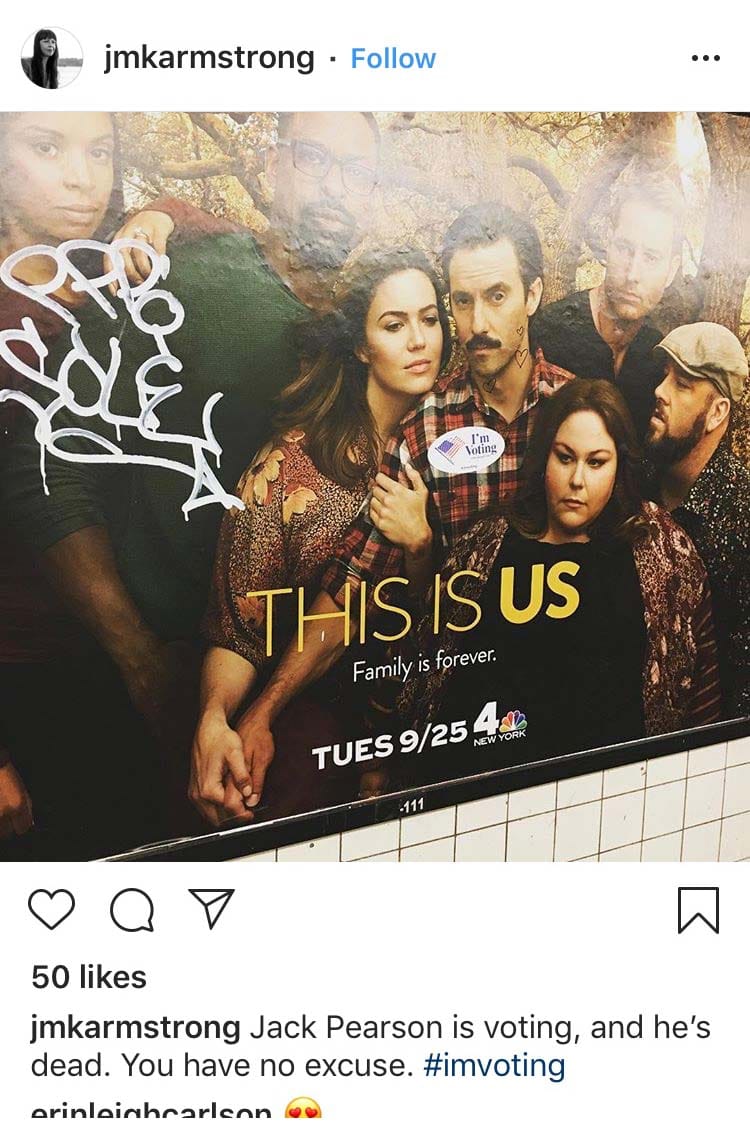 jmkarmstrong · Follow
I'm
Voting
THIS IS US
Family is forever.
TUES 9/25 4
NEW YORK
-111
50 likes
jmkarmstrong Jack Pearson is voting, and he's
dead. You have no excuse. #imvoting
erinleighcarlson 😍